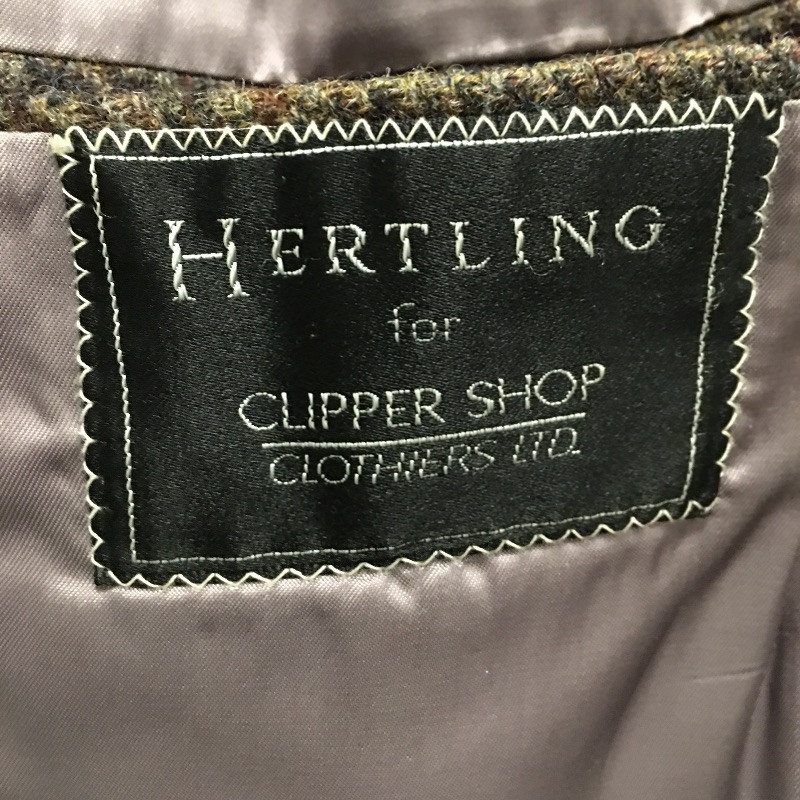 HERTLING
for
CLIPPER SHOP
CLOTHIERS LTD.